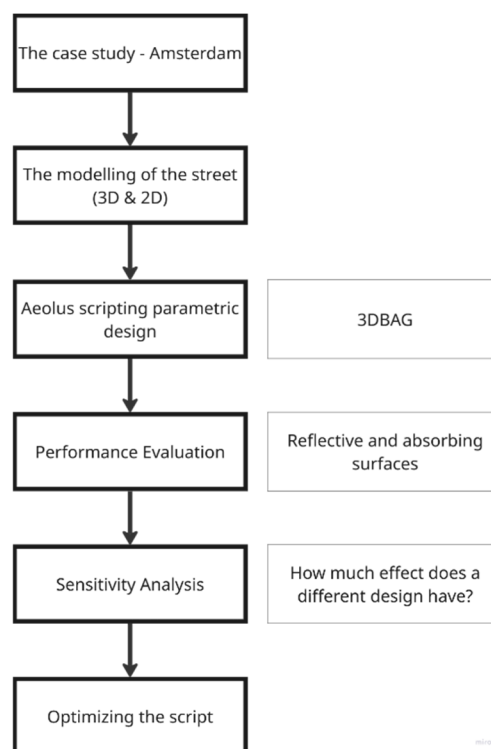 The case study - Amsterdam
The modelling of the street
(3D & 2D)
Aeolus scripting parametric
design
3DBAG
Performance Evaluation
Reflective and absorbing
surfaces
Sensitivity Analysis
How much effect does a
different design have?
Optimizing the script
miro